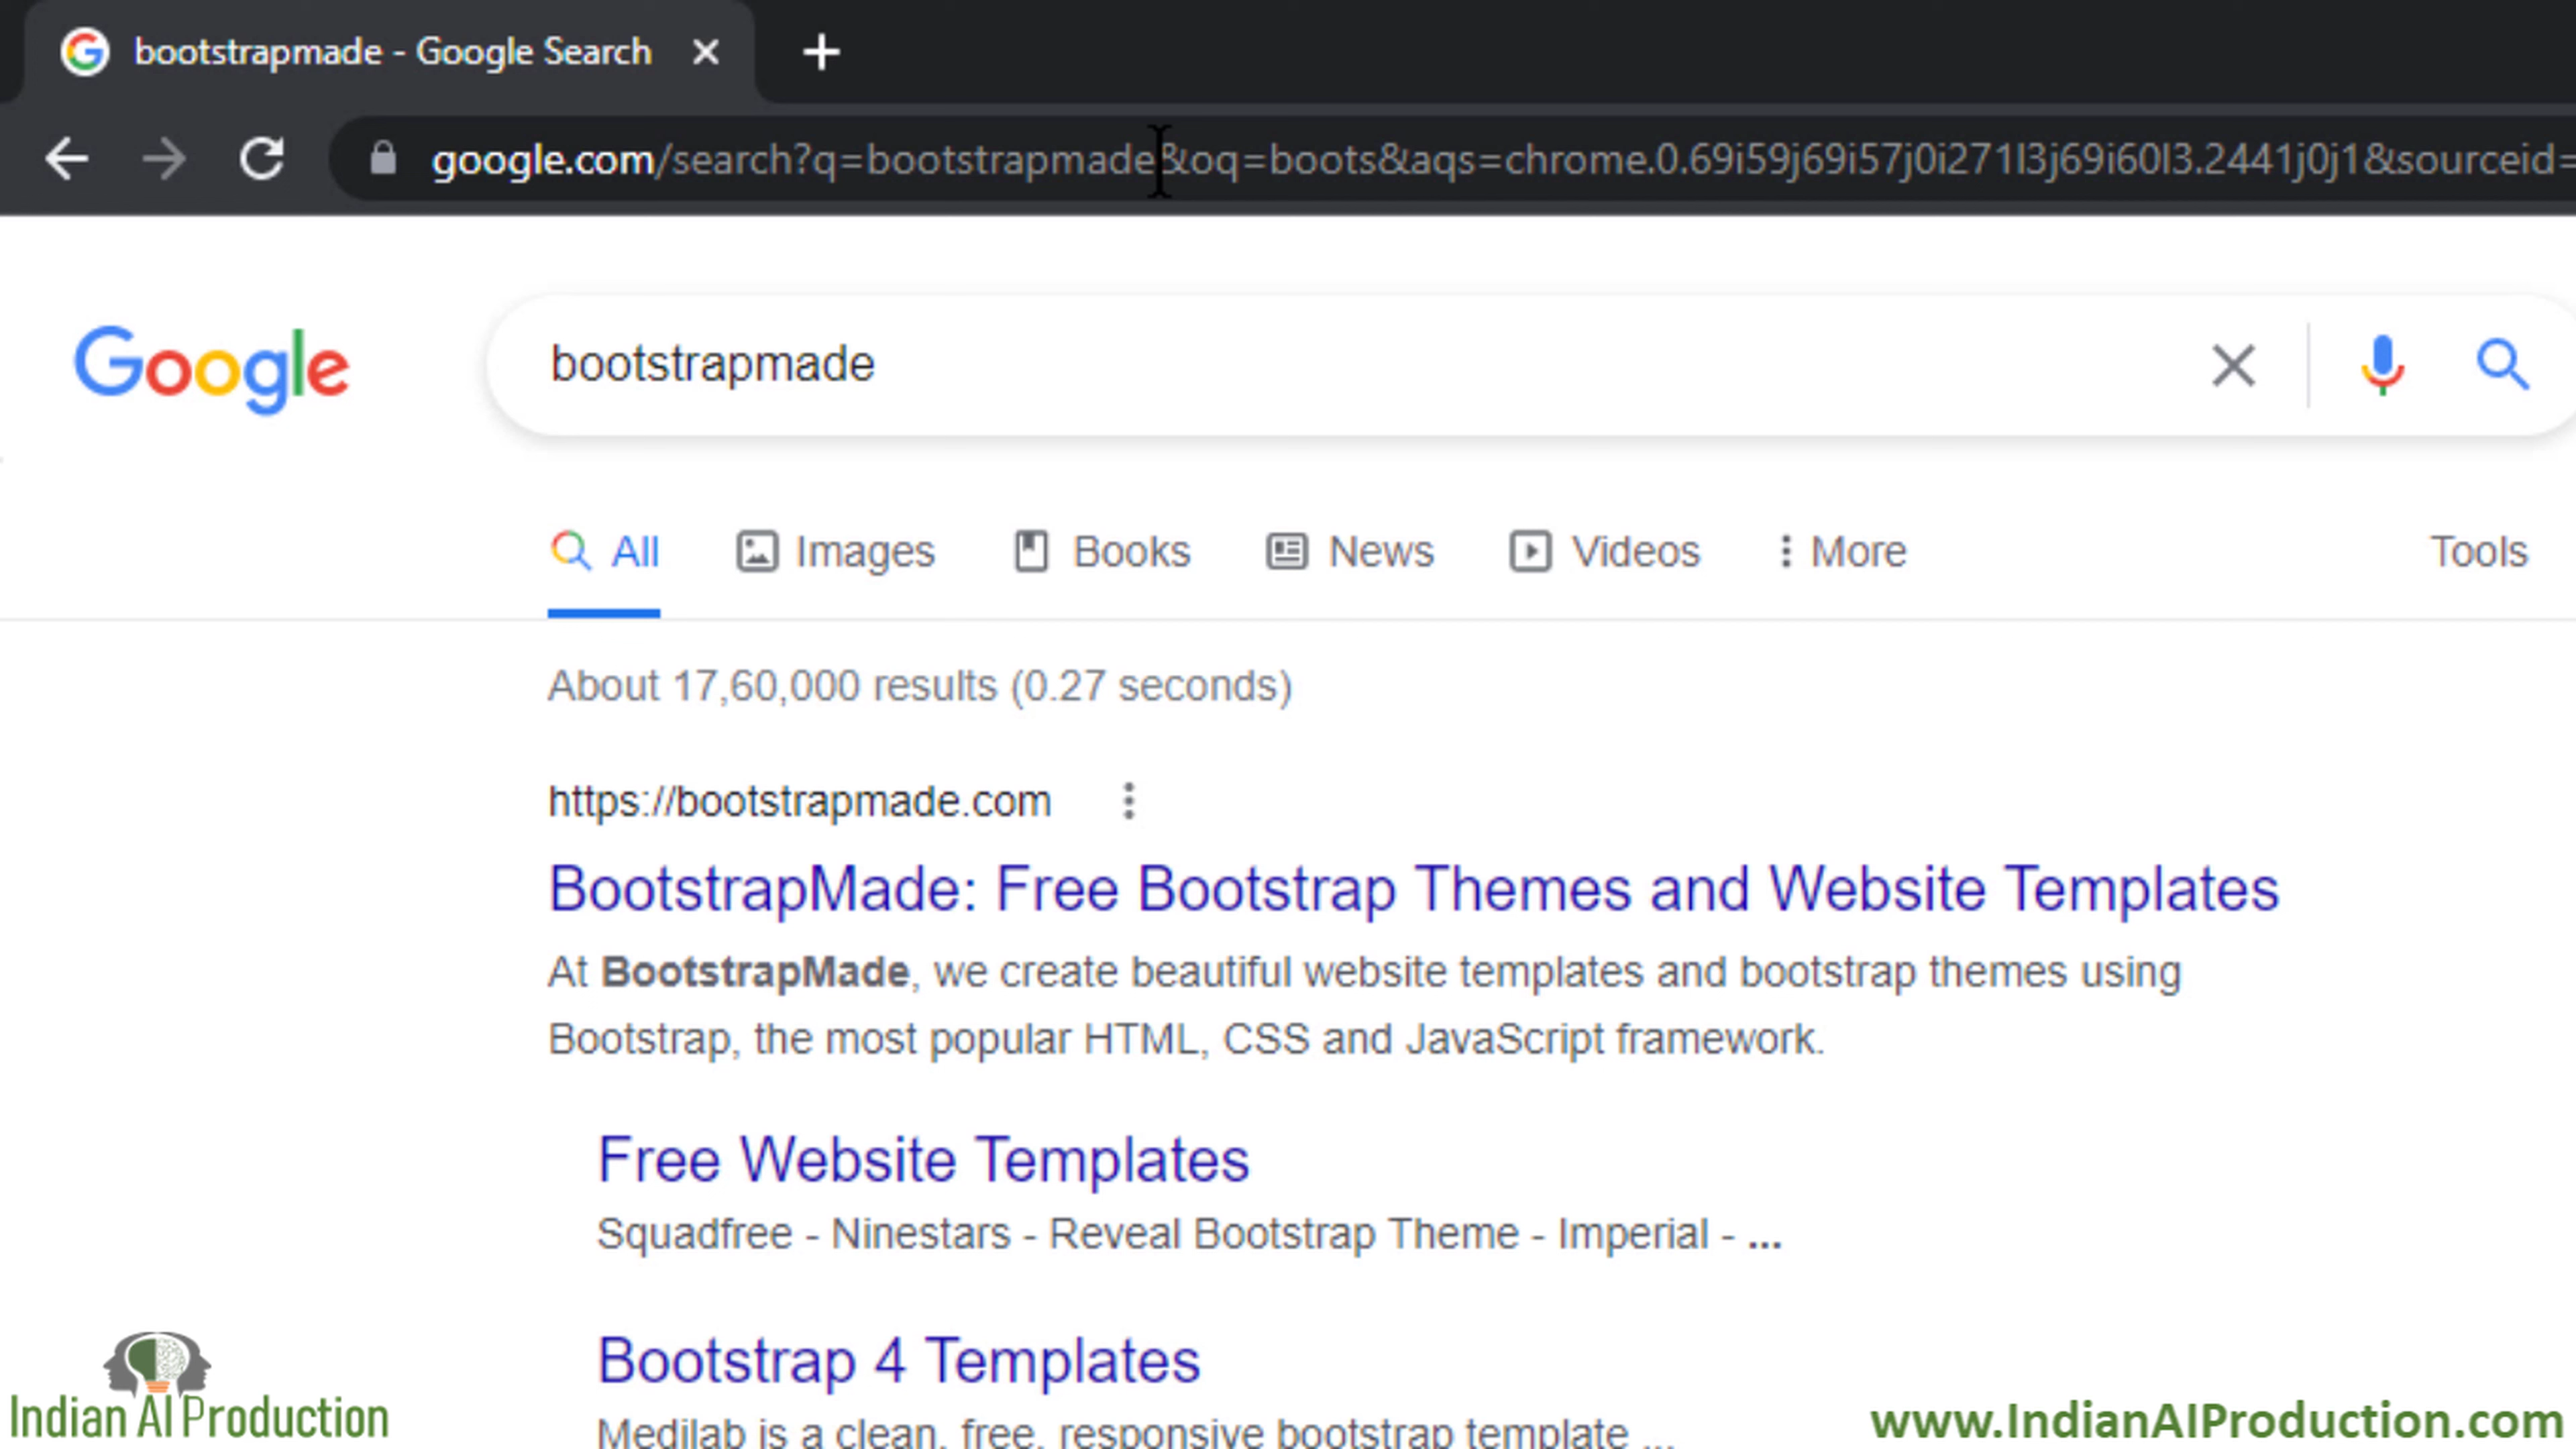 bootstrapmade - Google Search
google.com/search?q=bootstrapmade&oq=boots&aqs=chrome.0.69i59j69i57j0i271l3j69i60l3.2441j0j1&sourceid=
Google
bootstrapmade
All Images Books News Videos More Tools
About 17,60,000 results (0.27 seconds)
https://bootstrapmade.com
BootstrapMade: Free Bootstrap Themes and Website Templates
At BootstrapMade, we create beautiful website templates and bootstrap themes using
Bootstrap, the most popular HTML, CSS and JavaScript framework.
Free Website Templates
Squadfree - Ninestars - Reveal Bootstrap Theme - Imperial - ...
Bootstrap 4 Templates
Medilab is a clean, free, responsive bootstrap template ...
Indian AI Production
www.IndianAIProduction.com